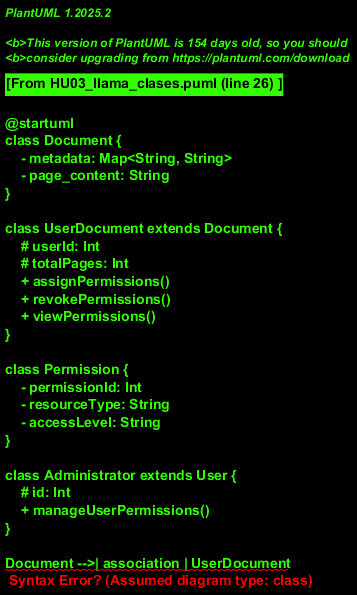 PlantUML 1.2025.2
<b>This version of PlantUML is 154 days old, so you should
<b>consider upgrading from https://plantuml.com/download
[From HU03_llama_clases.puml (line 26) ]
@startuml
class Document {
- metadata: Map<String, String>
- page_content: String
}
class UserDocument extends Document {
# userId: Int
# totalPages: Int
+ assignPermissions()
+ revokePermissions()
+ viewPermissions()
}
class Permission {
- permissionId: Int
- resourceType: String
- accessLevel: String
}
class Administrator extends User {
# id: Int
+ manageUserPermissions()
}
Document -->| association | UserDocument
Syntax Error? (Assumed diagram type: class)